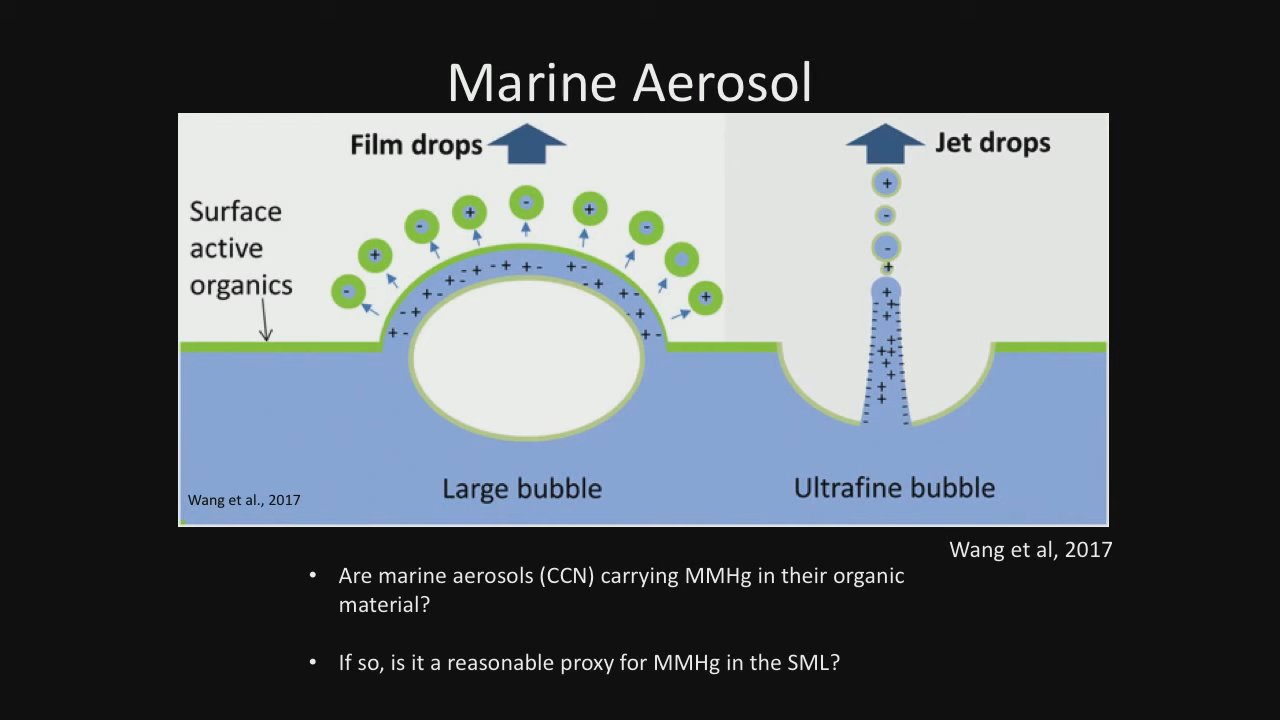 Marine Aerosol
Film drops
Jet drops
Surface
active
organics
Large bubble
Ultrafine bubble
Wang et al., 2017
Wang et al, 2017
• Are marine aerosols (CCN) carrying MMHg in their organic
material?
• If so, is it a reasonable proxy for MMHg in the SML?